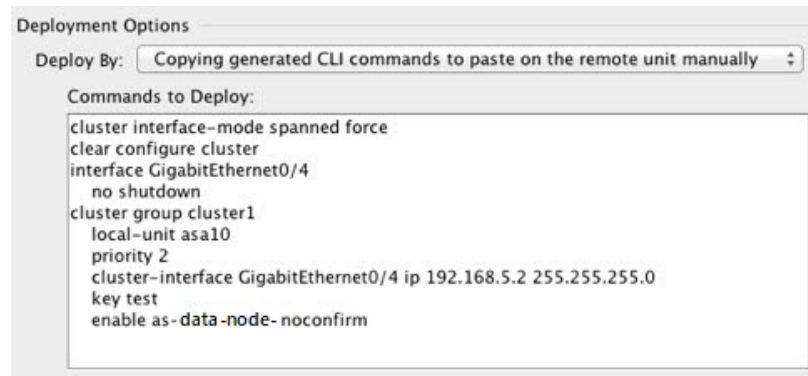 Deployment Options
Deploy By: Copying generated CLI commands to paste on the remote unit manually
Commands to Deploy:
cluster interface-mode spanned force
clear configure cluster
interface GigabitEthernet0/4
no shutdown
cluster group cluster1
local-unit asa10
priority 2
cluster-interface GigabitEthernet0/4 ip 192.168.5.2 255.255.255.0
key test
enable as-data-node-noconfirm